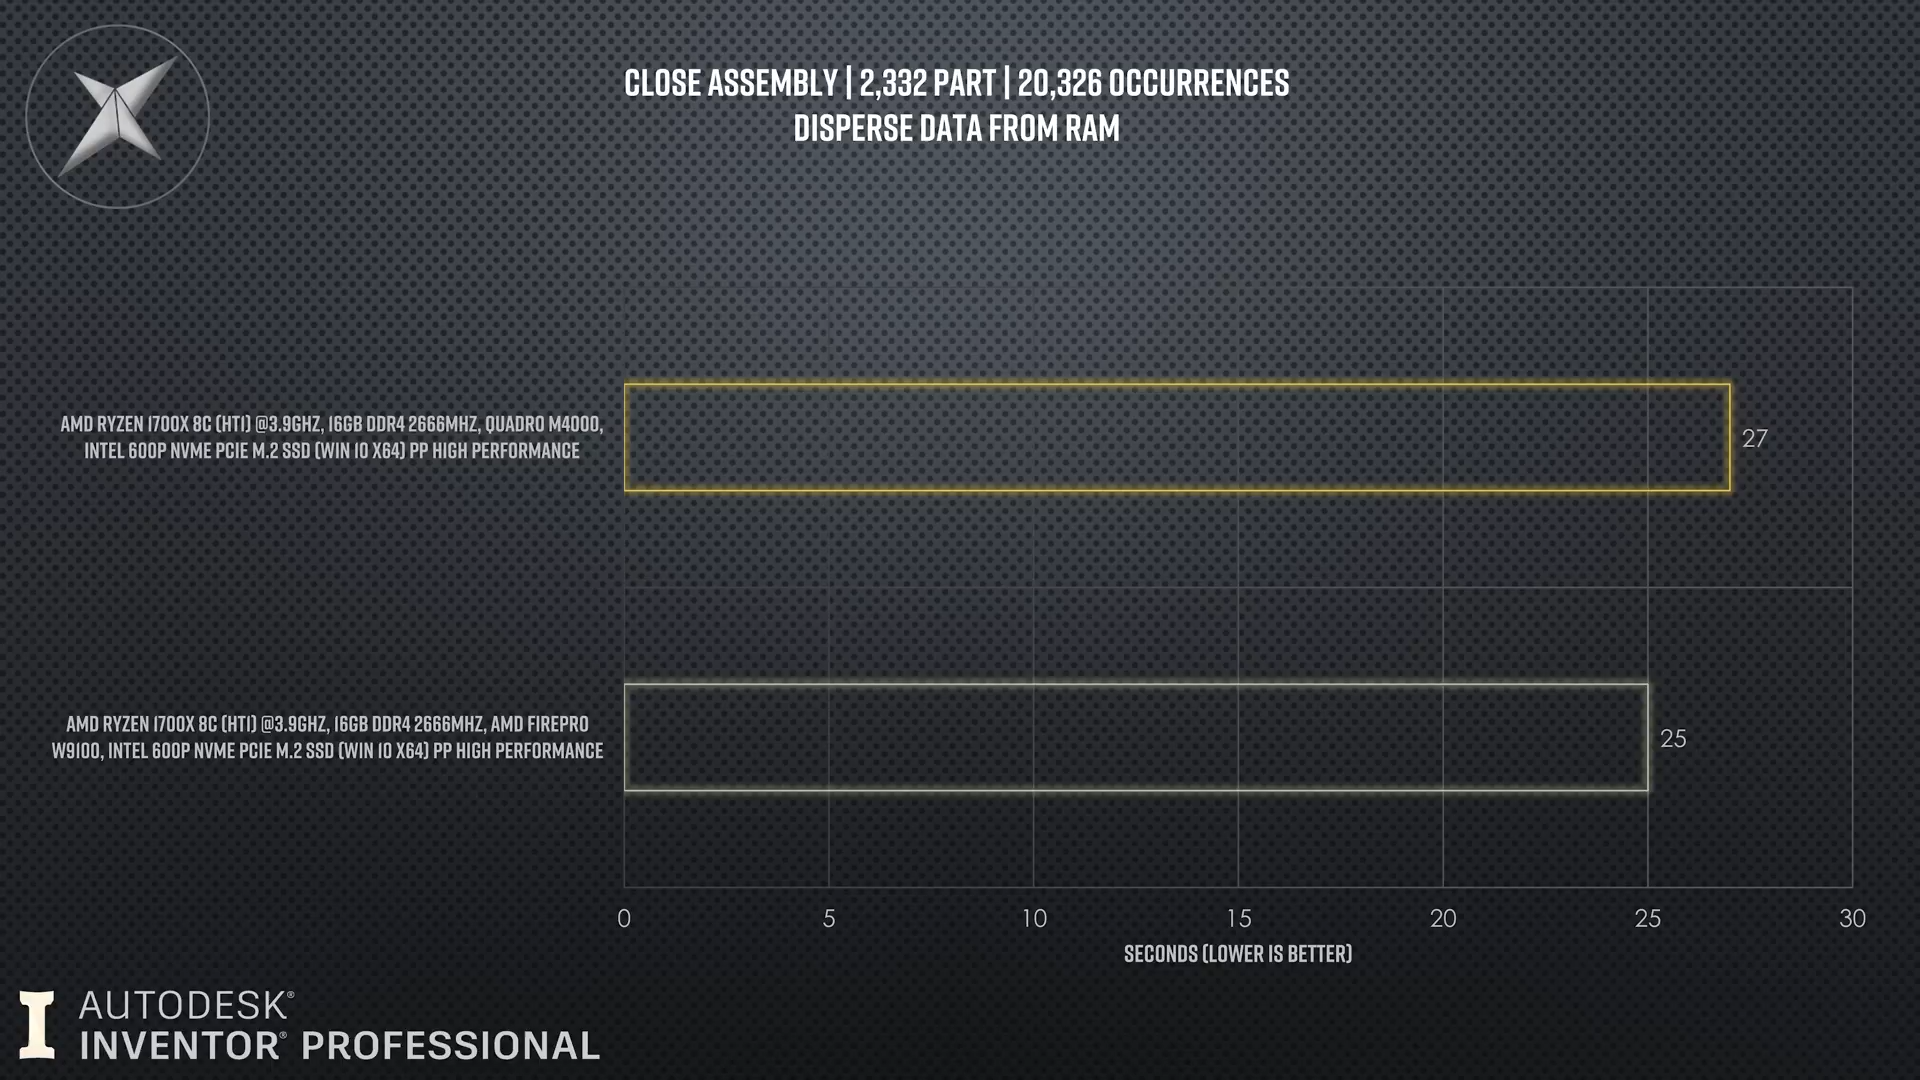 CLOSE ASSEMBLY | 2,332 PART | 20,326 OCCURRENCES
DISPERSE DATA FROM RAM
AMD RYZEN 1700X 8C (HT1) @3.9GHZ, 16GB DDR4 2666MHZ, QUADRO M4000,
INTEL 600P NVME PCIE M.2 SSD (WIN 10 X64) PP HIGH PERFORMANCE
27
AMD RYZEN 1700X 8C (HT1) @3.9GHZ, 16GB DDR4 2666MHZ, AMD FIREPRO
W9100, INTEL 600P NVME PCIE M.2 SSD (WIN 10 X64) PP HIGH PERFORMANCE
25
0 5 10 15 20 25 30
SECONDS (LOWER IS BETTER)
I AUTODESK®
INVENTOR® PROFESSIONAL